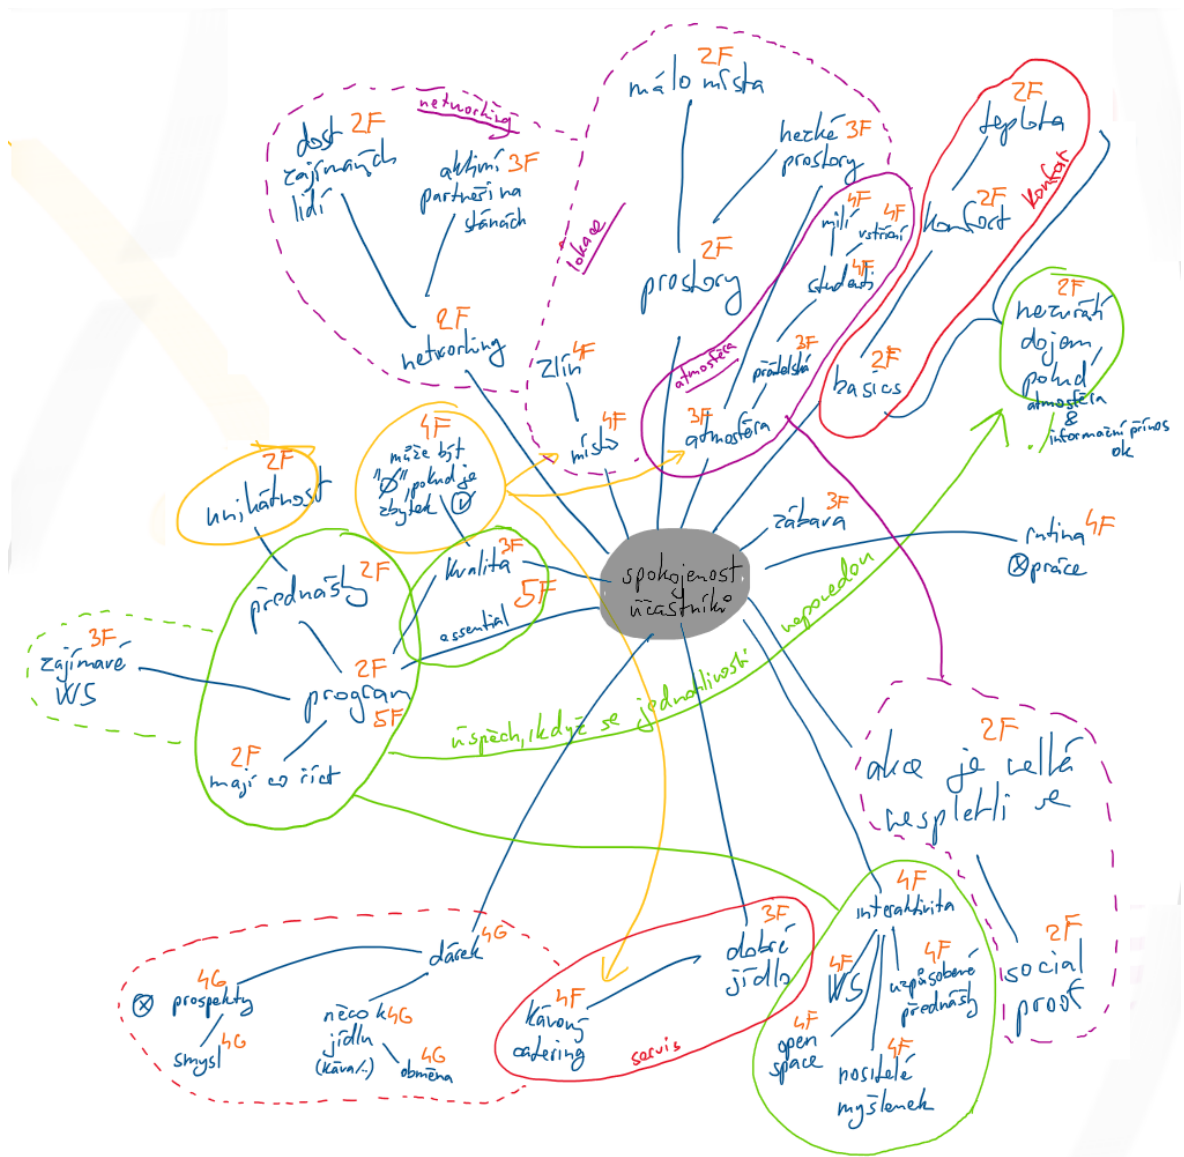 networking
dost 2F
zajímavých
lidí
aktivní 3F
partneři na
stánách
2F
networking
2F
málo místa
hezké 3F
prostory
lokace
2F
prostory
Zlín 4F
4F
místo
4F
milí 4F
vstřícní
4F
studenti
3F
přátelská
atmosféra
3F
atmosféra
2F
teplota
Komfort
2F
komfort
2F
basics
2F
nezkrátí
dojem
pokud
atmosféra
&
informační přínos
ok
2F
unikátnost
4F
může být
"Ø", pokud je
zbytek
kvalita 3F
5F
essential
přednášky 2F
3F
zajímavé
WS
2F
program
5F
2F
mají co říct
spokojenost
účastníků
zábava 3F
rutina 4F
práce
úspěch, i když se jednotlivosti
nepovedou
2F
akce je velká
nespletli se
2F
social
proof
4F
interaktivita
4F
WS
4F
uzpůsobené
přednášky
4F
open
space
4F
nositelé
myšlenek
3F
dobré
jídlo
4F
kávový
catering
servis
dárek 4G
4G
prospekty
smysl 4G
něco k 4G
jídlu
(káva/-)
4G
obměna